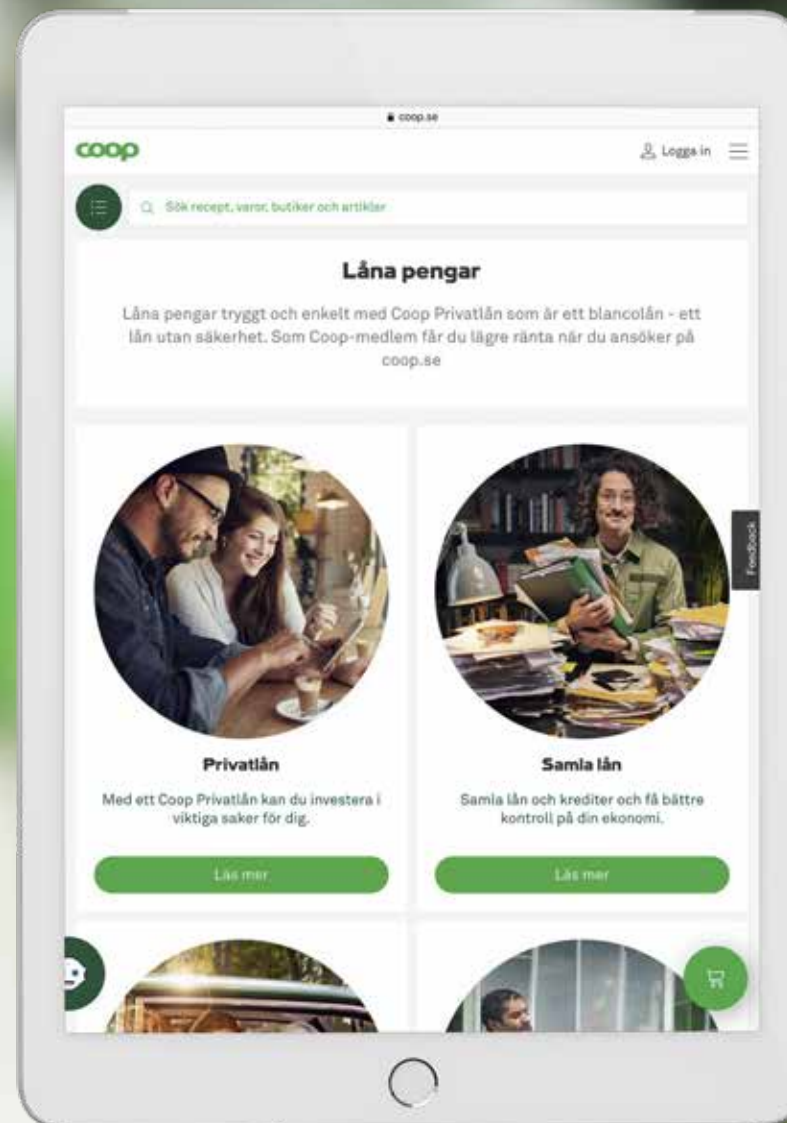 coop.se
coop
Logga in
Sök recept, varor, butiker och artiklar
Låna pengar
Låna pengar tryggt och enkelt med Coop Privatlån som är ett blancolån - ett
lån utan säkerhet. Som Coop-medlem får du lägre ränta när du ansöker på
coop.se
Feedback
Privatlån
Samla lån
Med ett Coop Privatlån kan du investera i
viktiga saker för dig.
Samla lån och krediter och få bättre
kontroll på din ekonomi.
Läs mer
Läs mer